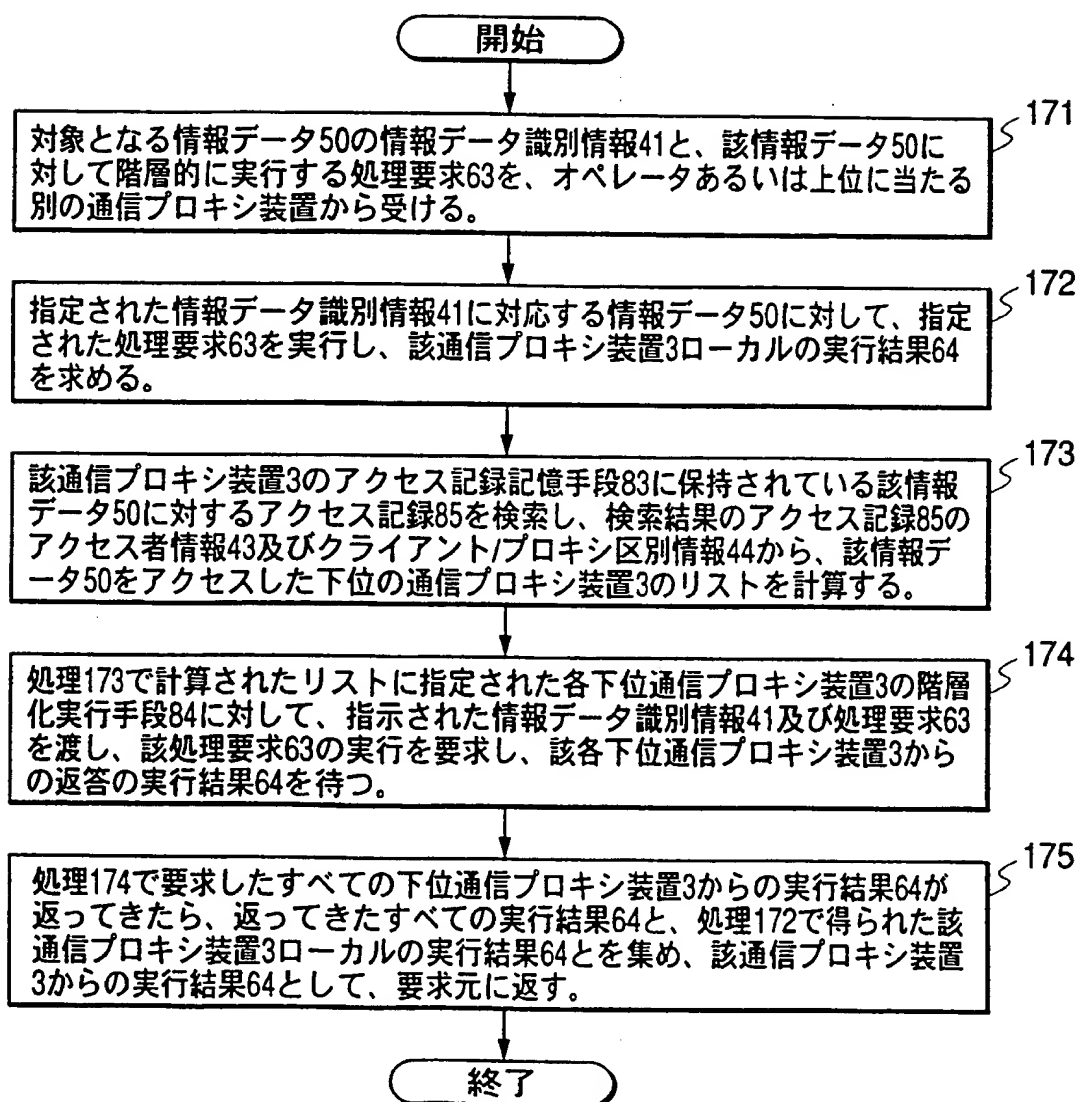 開始
171
対象となる情報データ50の情報データ識別情報41と、該情報データ50に
対して階層的に実行する処理要求63を、オペレータあるいは上位に当たる
別の通信プロキシ装置から受ける。
172
指定された情報データ識別情報41に対応する情報データ50に対して、指定
された処理要求63を実行し、該通信プロキシ装置3ローカルの実行結果64
を求める。
173
該通信プロキシ装置3のアクセス記録記憶手段83に保持されている該情報
データ50に対するアクセス記録85を検索し、検索結果のアクセス記録85の
アクセス者情報43及びクライアント/プロキシ区別情報44から、該情報デ
ータ50をアクセスした下位の通信プロキシ装置3のリストを計算する。
174
処理173で計算されたリストに指定された各下位通信プロキシ装置3の階層
化実行手段84に対して、指示された情報データ識別情報41及び処理要求63
を渡し、該処理要求63の実行を要求し、該各下位通信プロキシ装置3から
の返答の実行結果64を待つ。
175
処理174で要求したすべての下位通信プロキシ装置3からの実行結果64が
返ってきたら、返ってきたすべての実行結果64と、処理172で得られた該
通信プロキシ装置3ローカルの実行結果64とを集め、該通信プロキシ装置
3からの実行結果64として、要求元に返す。
終了